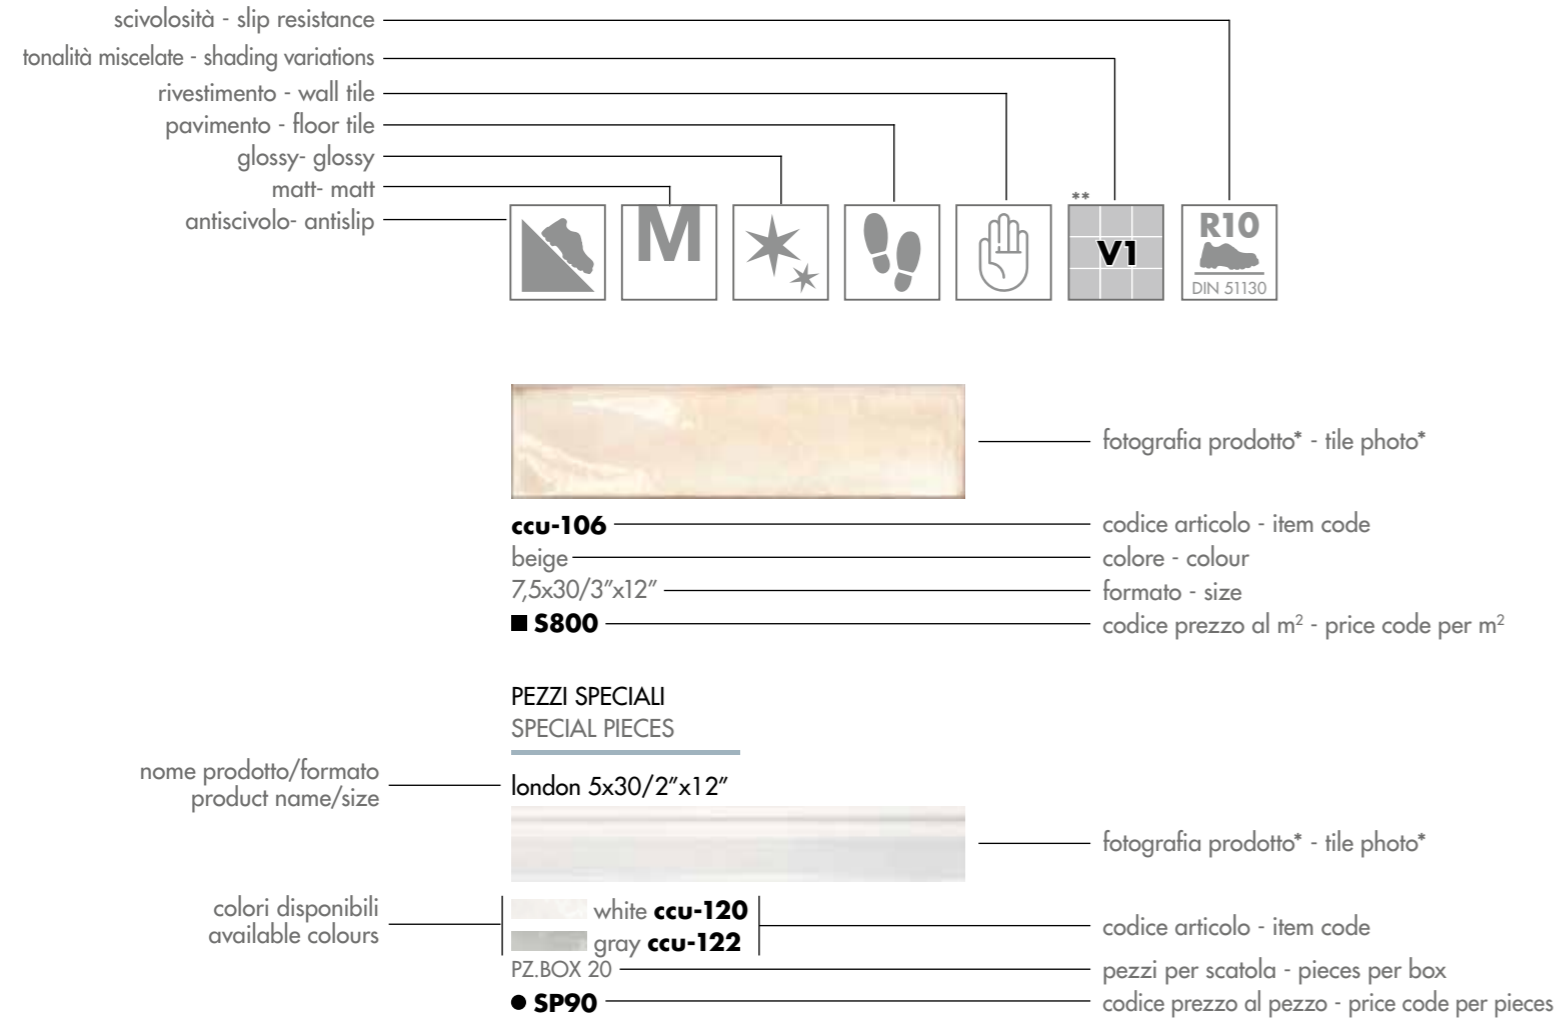 scivolosità - slip resistance
tonalità miscelate - shading variations
rivestimento - wall tile
pavimento - floor tile
glossy- glossy
matt- matt
antiscivolo- antislip
M
**
V1
R10
DIN 51130
fotografia prodotto* - tile photo*
ccu-106
codice articolo - item code
beige
colore - colour
7,5x30/3”x12”
formato - size
■ S800
codice prezzo al m² - price code per m²
PEZZI SPECIALI
SPECIAL PIECES
nome prodotto/formato
product name/size
london 5x30/2”x12”
fotografia prodotto* - tile photo*
colori disponibili
available colours
white ccu-120
gray ccu-122
codice articolo - item code
PZ.BOX 20
pezzi per scatola - pieces per box
● SP90
codice prezzo al pezzo - price code per pieces